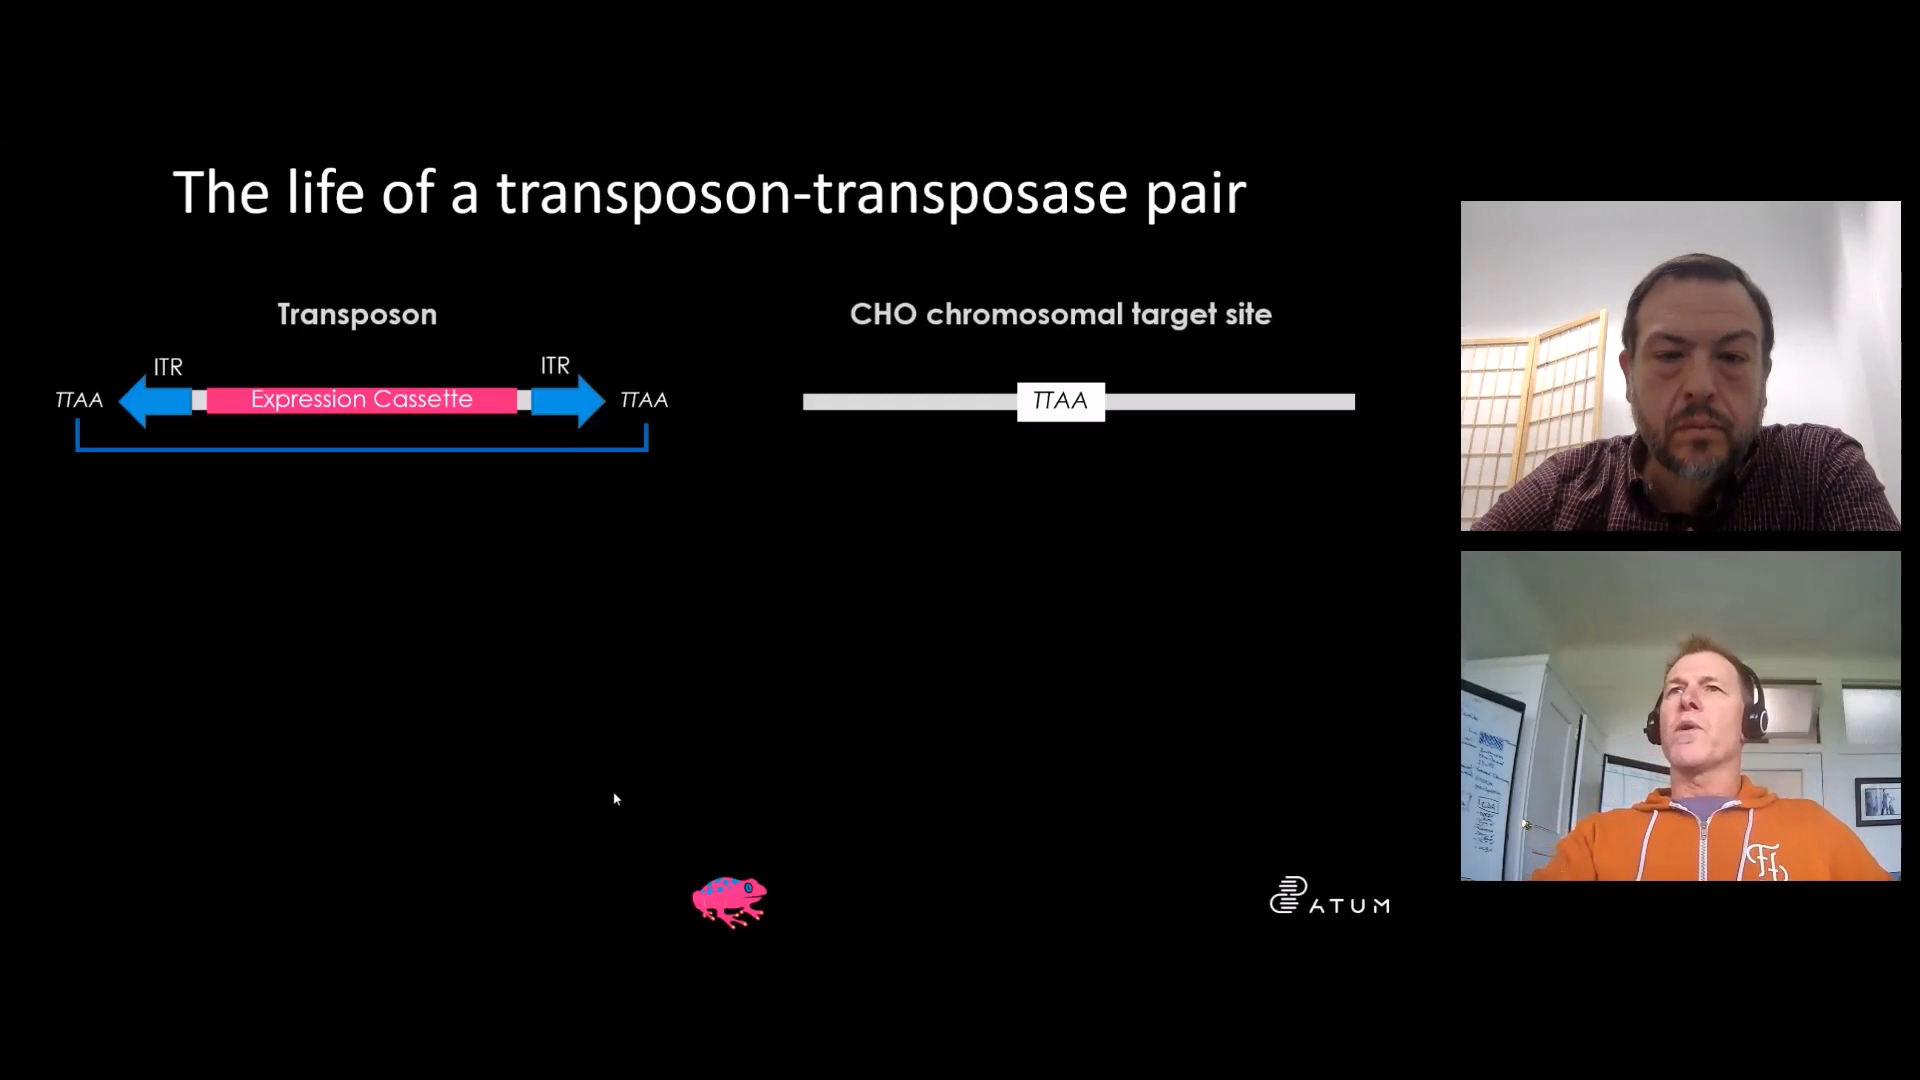 The life of a transposon-transposase pair
Transposon
CHO chromosomal target site
ITR
ITR
TTAA
Expression Cassette
TTAA
TTAA
ATUM